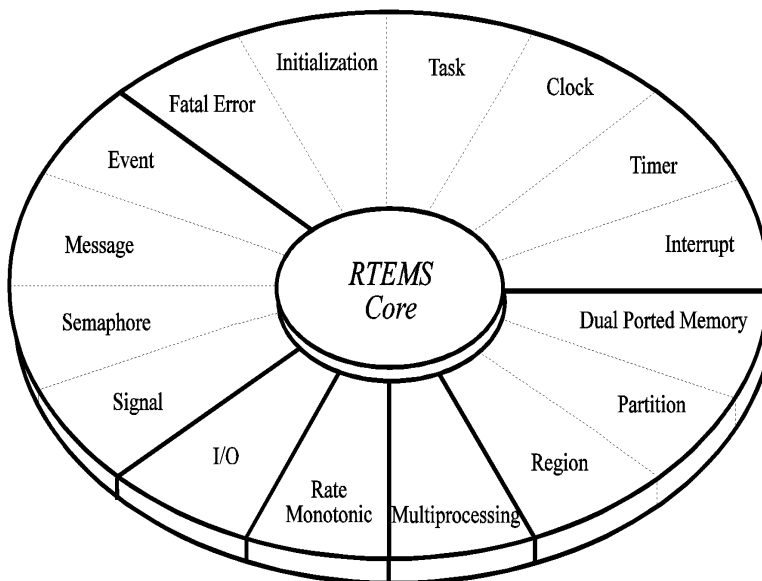 Initialization
Task
Clock
Fatal Error
Timer
Event
Interrupt
Message
RTEMS
Core
Semaphore
Dual Ported Memory
Signal
Partition
I/O
Region
Rate
Monotonic
Multiprocessing